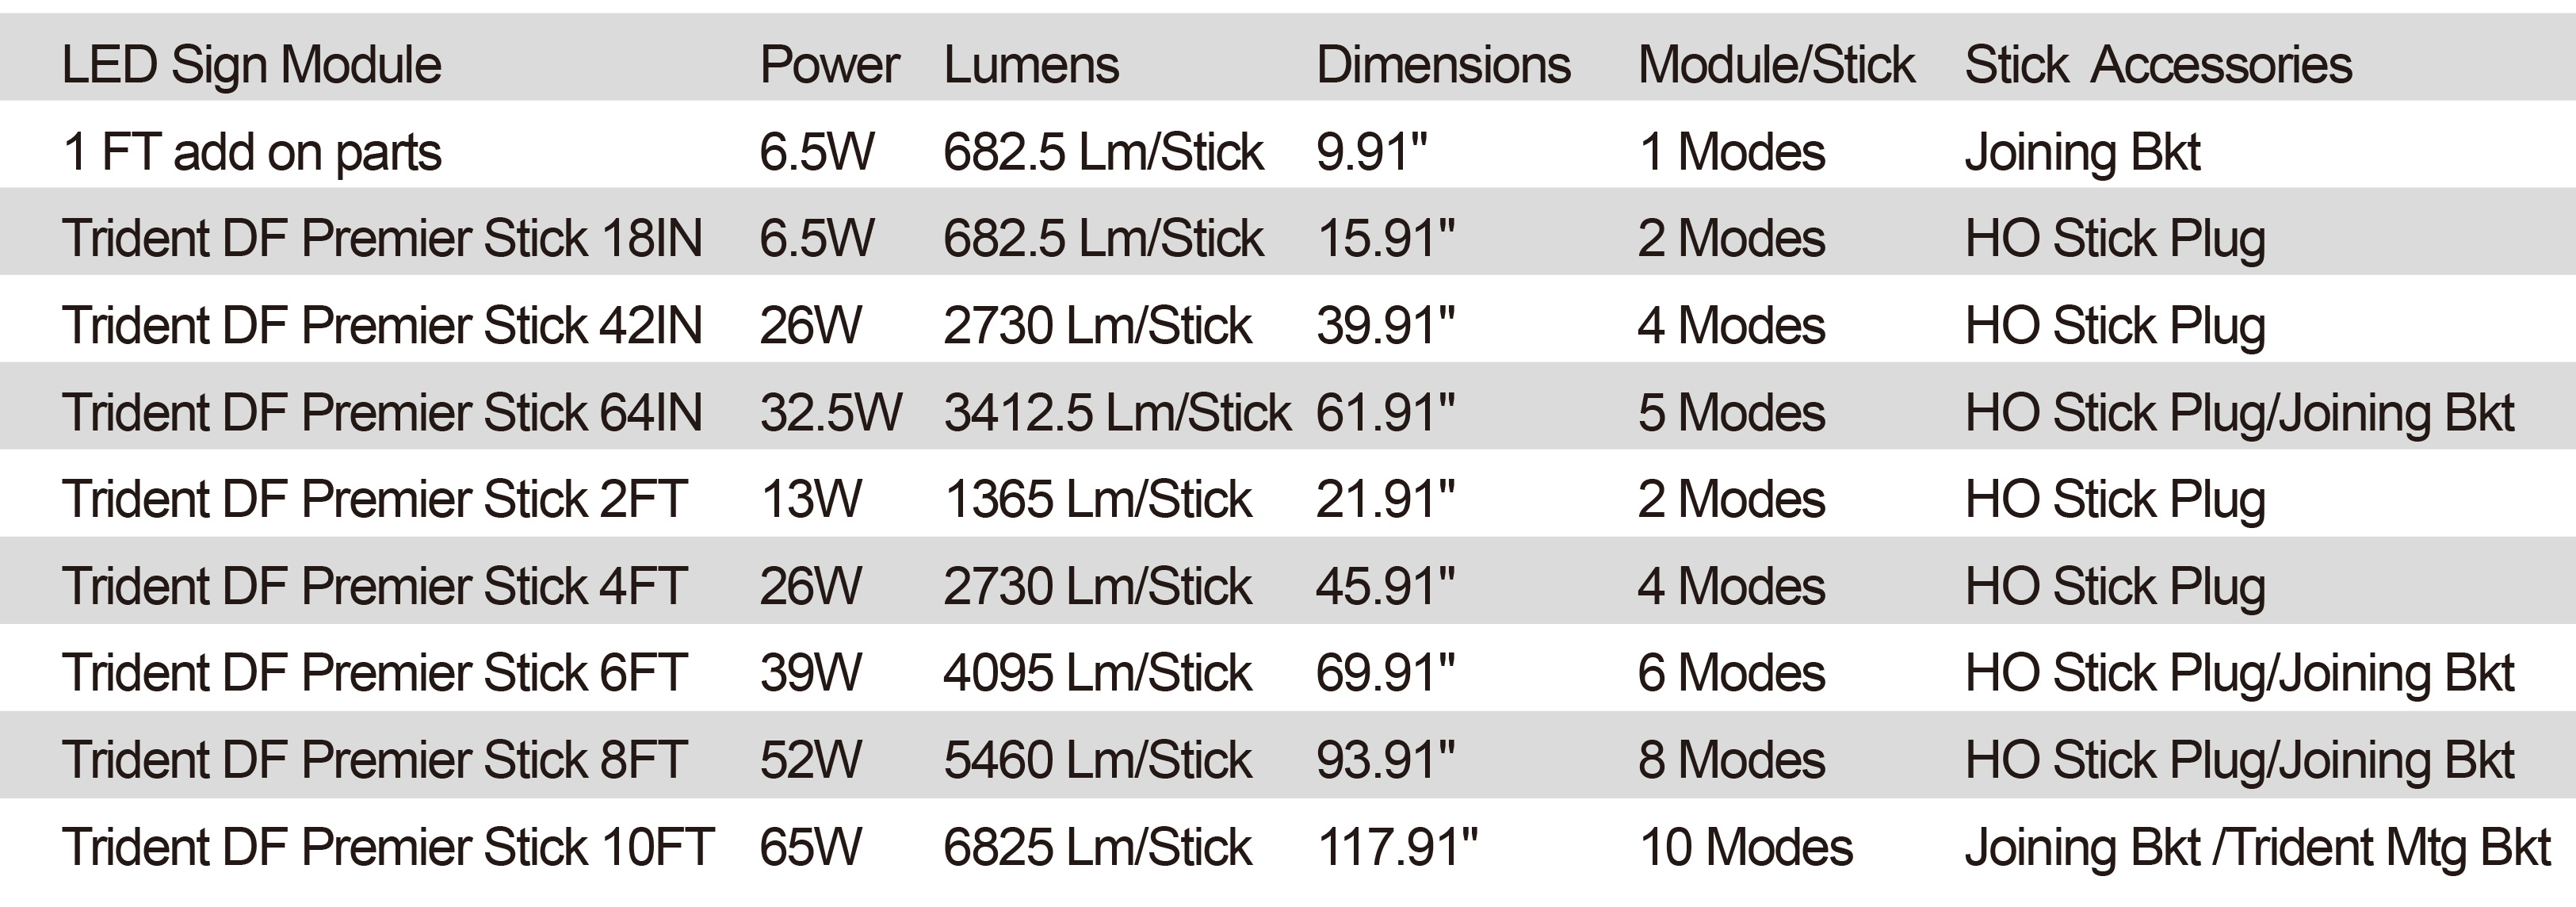 LED Sign Module Power Lumens Dimensions Module/Stick Stick Accessories
1 FT add on parts 6.5W 682.5 Lm/Stick 9.91" 1 Modes Joining Bkt
Trident DF Premier Stick 18IN 6.5W 682.5 Lm/Stick 15.91" 2 Modes HO Stick Plug
Trident DF Premier Stick 42IN 26W 2730 Lm/Stick 39.91" 4 Modes HO Stick Plug
Trident DF Premier Stick 64IN 32.5W 3412.5 Lm/Stick 61.91" 5 Modes HO Stick Plug/Joining Bkt
Trident DF Premier Stick 2FT 13W 1365 Lm/Stick 21.91" 2 Modes HO Stick Plug
Trident DF Premier Stick 4FT 26W 2730 Lm/Stick 45.91" 4 Modes HO Stick Plug
Trident DF Premier Stick 6FT 39W 4095 Lm/Stick 69.91" 6 Modes HO Stick Plug/Joining Bkt
Trident DF Premier Stick 8FT 52W 5460 Lm/Stick 93.91" 8 Modes HO Stick Plug/Joining Bkt
Trident DF Premier Stick 10FT 65W 6825 Lm/Stick 117.91" 10 Modes Joining Bkt /Trident Mtg Bkt